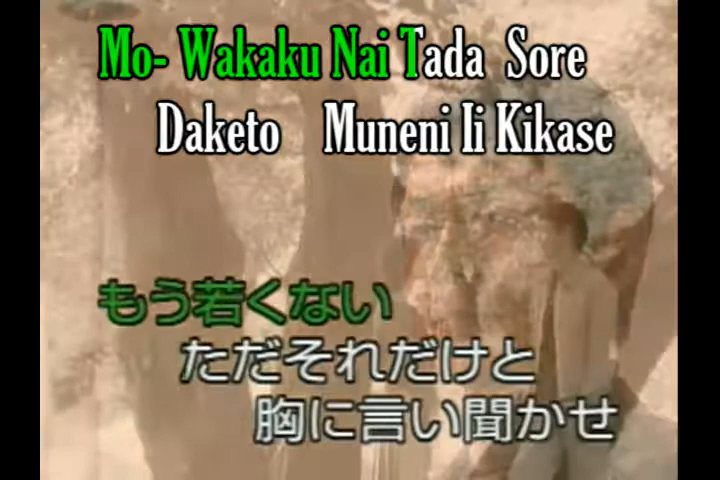 Mo- Wakaku Nai Tada Sore
Daketo Muneni Ii Kikase
もう若くない
ただそれだけと
胸に言い聞かせ